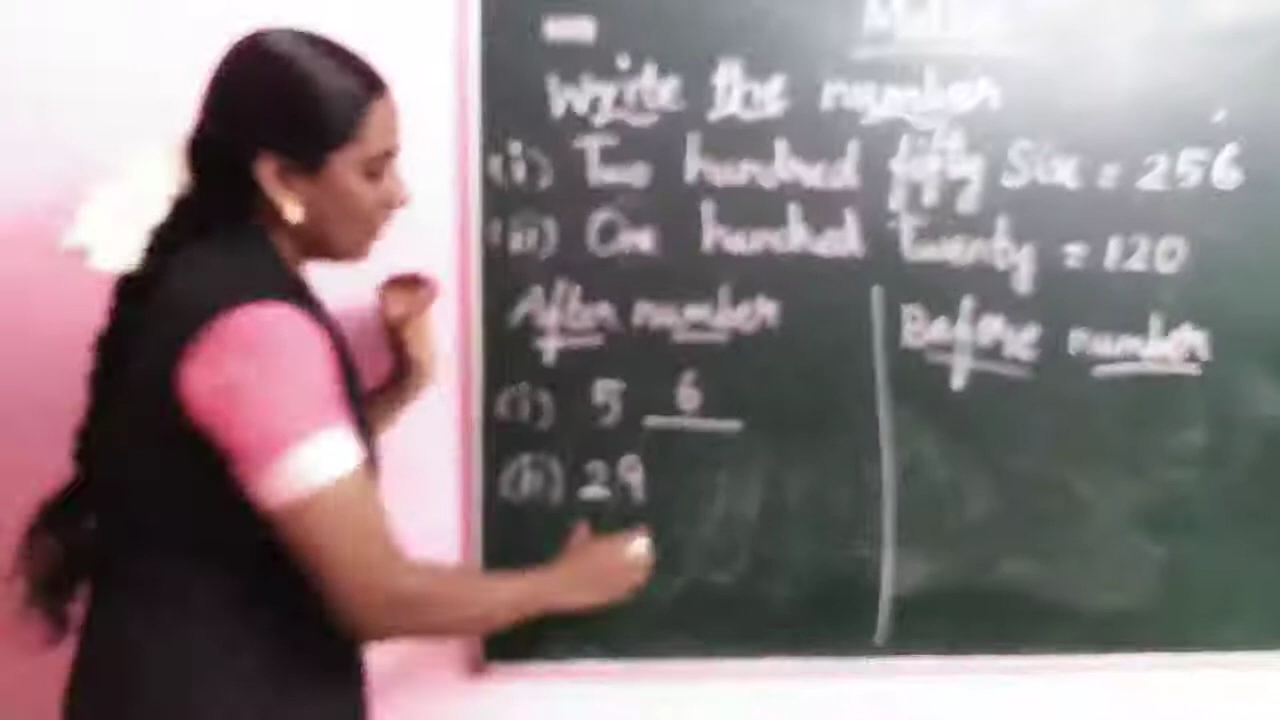 Write the number
(i) Two hundred fifty Six = 256
(ii) One hundred Twenty = 120
After number
Before number
(i) 5 6
(ii) 29